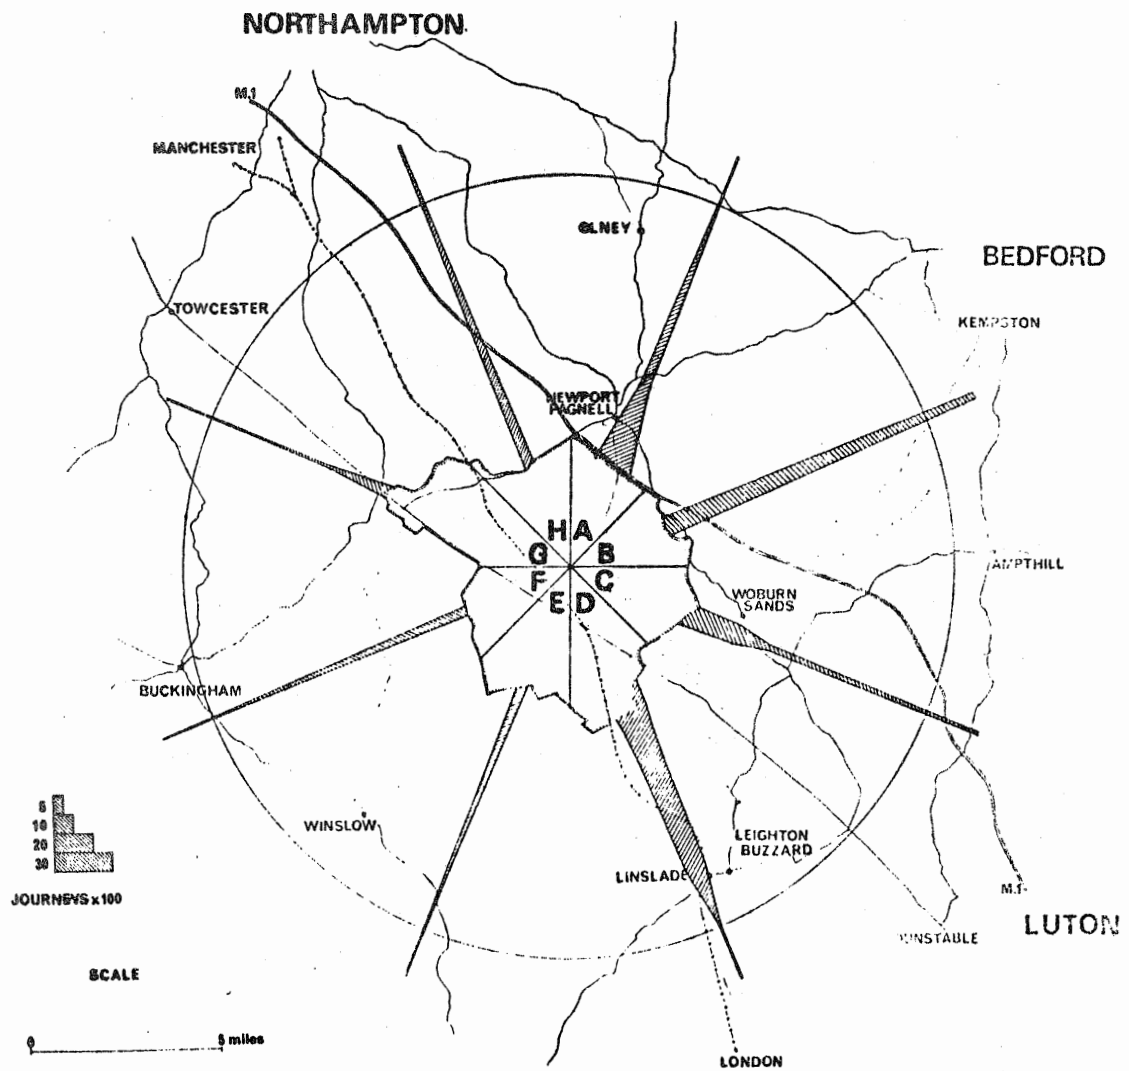 NORTHAMPTON
M.1
MANCHESTER
OLNEY
BEDFORD
TOWCESTER
KEMPSTON
NEWPORT
PAGNELL
H A
G B
F C
E D
AMPTHILL
WOBURN
SANDS
BUCKINGHAM
5
10
20
30
JOURNEYS x 100
WINSLOW
LEIGHTON
BUZZARD
LINSLADE
M.1
LUTON
DUNSTABLE
SCALE
0 5 miles
LONDON